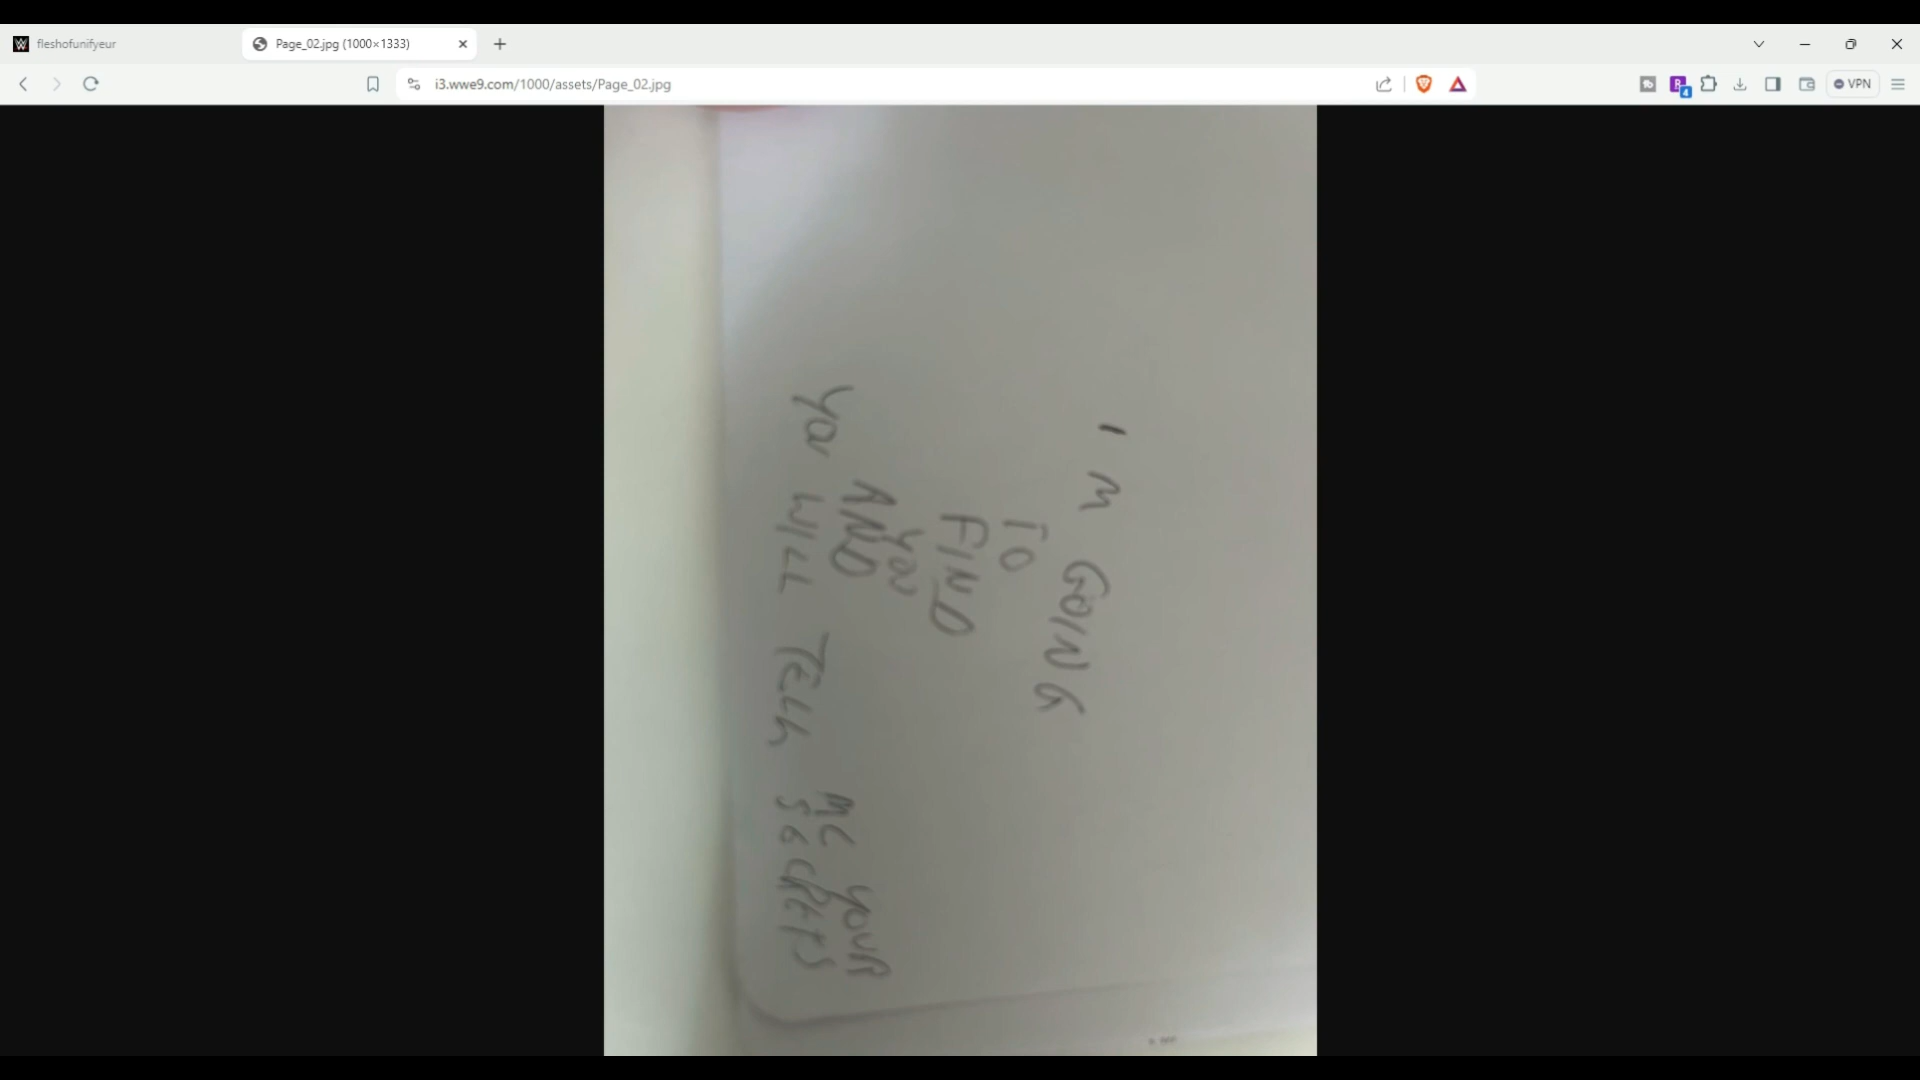 fleshofunifyeur
Page_02.jpg (1000×1333)
i3.wwe9.com/1000/assets/Page_02.jpg
VPN
I M GOING
TO
FIND
YOU
AND
YOU WILL TELL ME YOUR
SECRETS